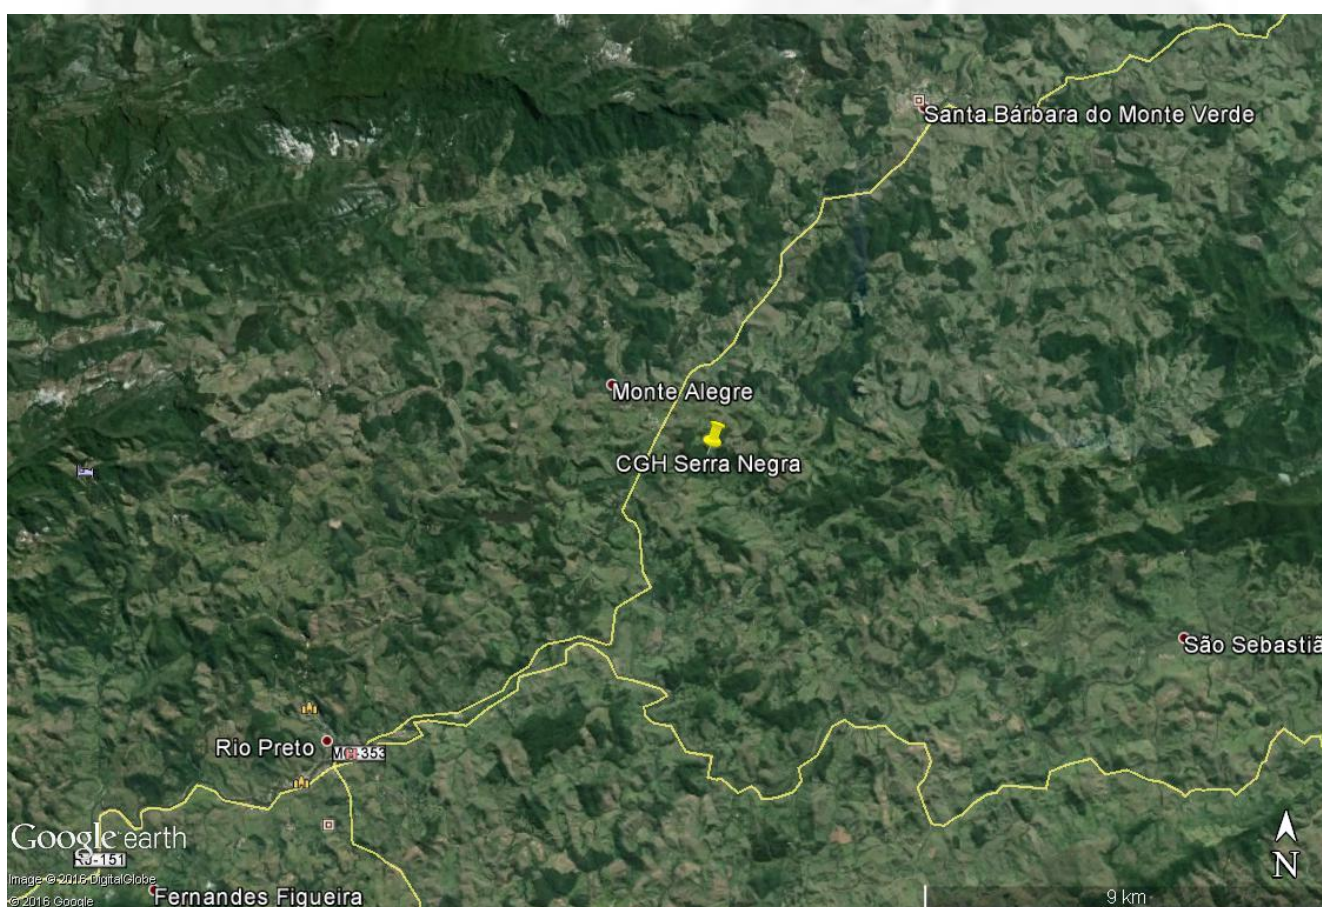 Santa Bárbara do Monte Verde
Monte Alegre
CGH Serra Negra
São Sebastiã
Rio Preto
MG-353
Google earth
RJ-151
N
Image © 2016 DigitalGlobe
© 2016 Google
Fernandes Figueira
9 km